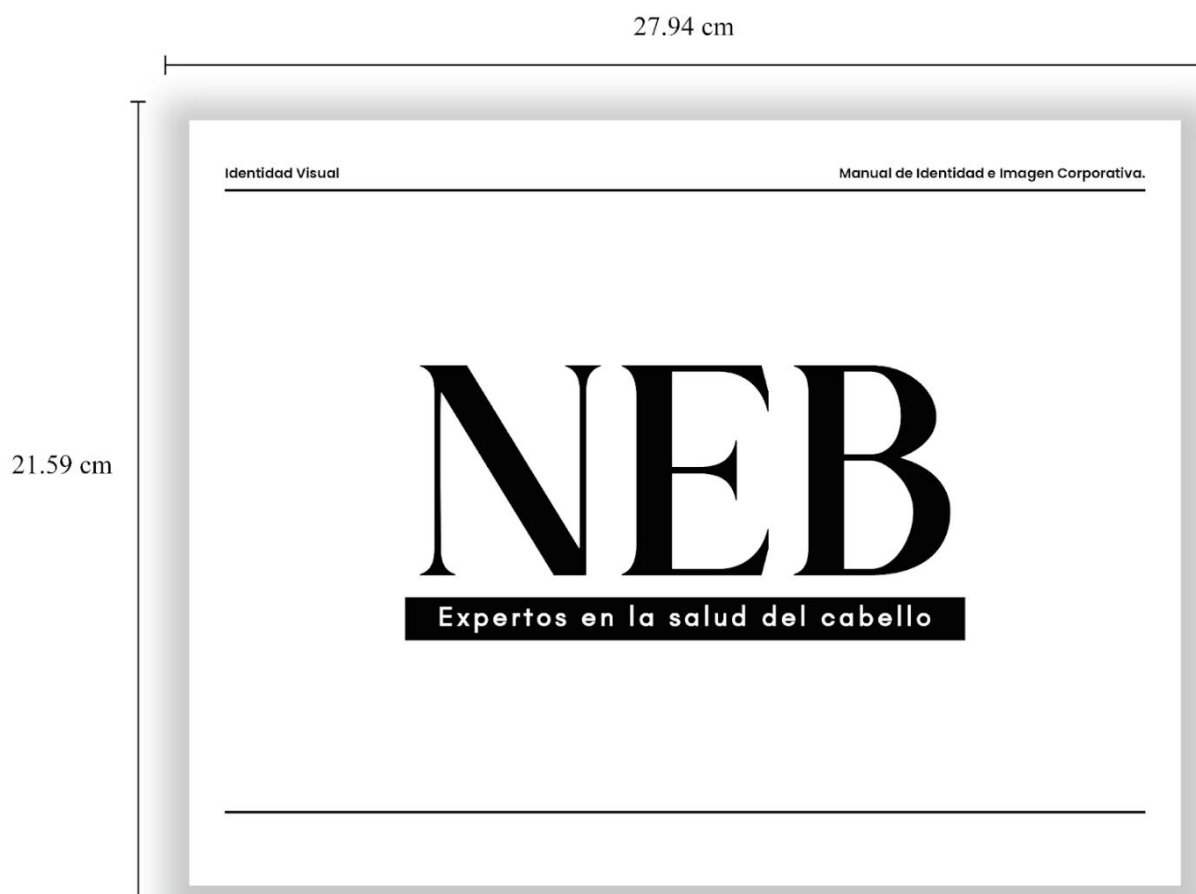 27.94 cm
Identidad Visual
Manual de Identidad e Imagen Corporativa.
21.59 cm
NEB
Expertos en la salud del cabello